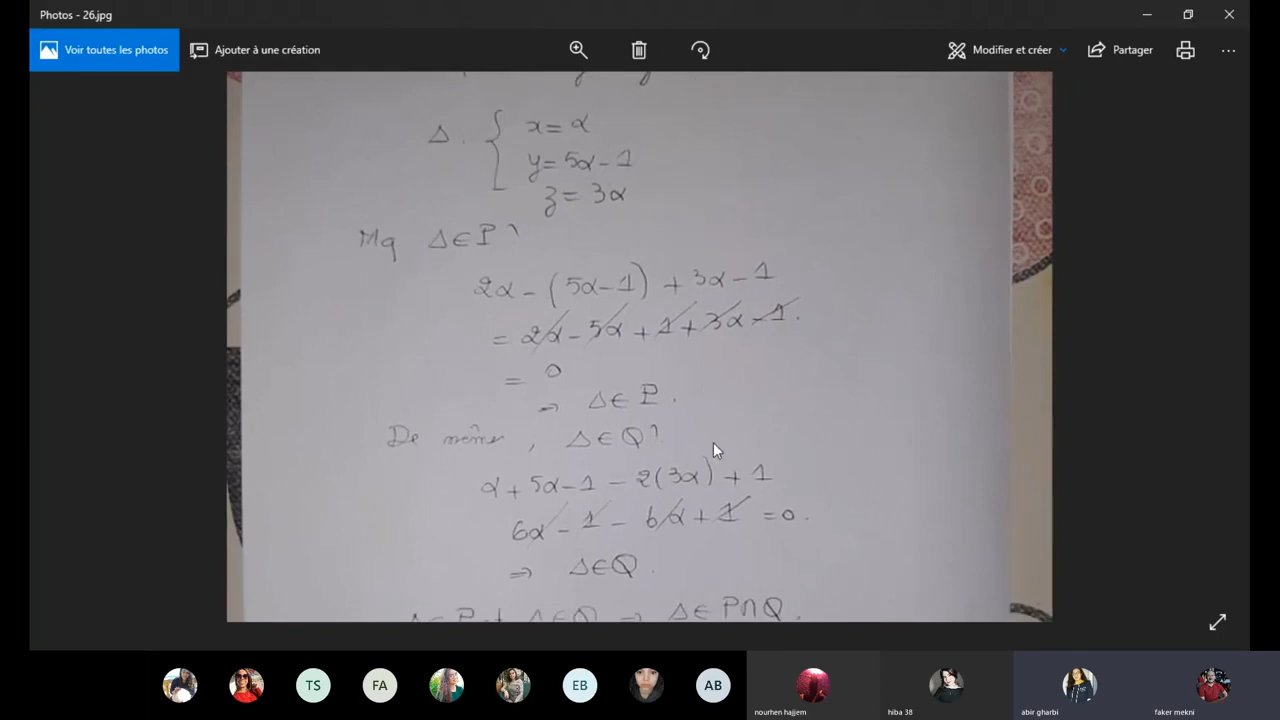 Photos - 26.jpg
Voir toutes les photos
Ajouter à une création
Modifier et créer
Partager
Δ. { x = α
y = 5α - 1
z = 3α
Mq Δ ∈ P ?
2α - (5α - 1) + 3α - 1
= 2α - 5α + 1 + 3α - 1.
= 0
⇒ Δ ∈ P.
De même, Δ ∈ Q ?
α + 5α - 1 - 2(3α) + 1
6α - 1 - 6α + 1 = 0.
⇒ Δ ∈ Q.
Δ ∈ P et Δ ∈ Q ⇒ Δ ∈ P ∩ Q.
TS
FA
EB
AB
nourhen hajjem
hiba 38
abir gharbi
faker mekni